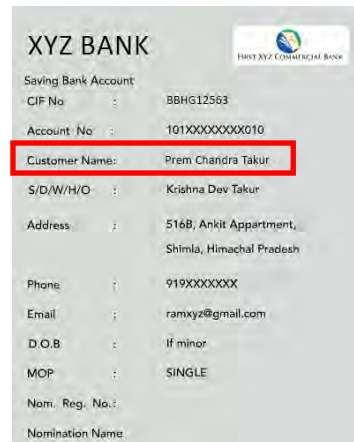 XYZ BANK
FIRST XYZ COMMERCIAL BANK
Saving Bank Account
CIF No : BBHG12563
Account No : 101XXXXXXXX010
Customer Name: Prem Chandra Takur
S/D/W/H/O : Krishna Dev Takur
Address : 516B, Ankit Appartment,
Shimla, Himachal Pradesh
Phone : 919XXXXXXX
Email : ramxyz@gmail.com
D.O.B : If minor
MOP : SINGLE
Nom. Reg. No.:
Nomination Name